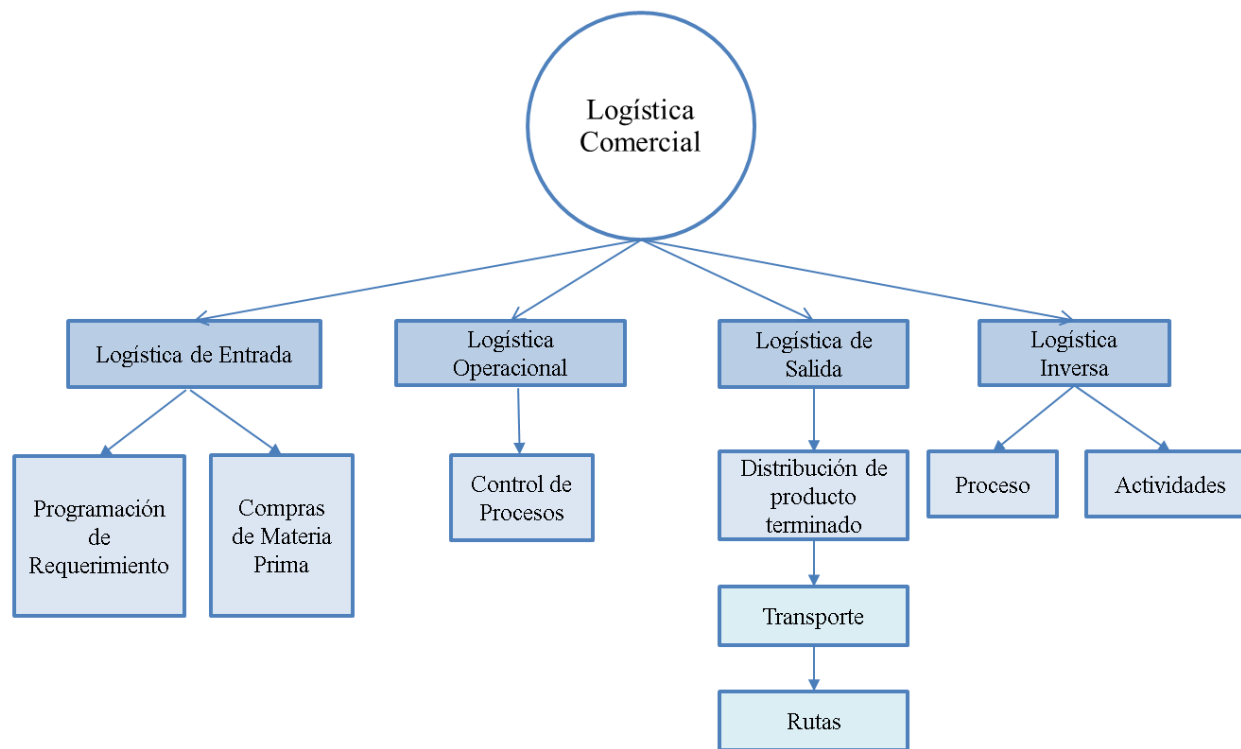 Logística
Comercial
Logística de Entrada
Logística
Operacional
Logística de
Salida
Logística
Inversa
Programación
de
Requerimiento
Compras
de Materia
Prima
Control de
Procesos
Distribución de
producto
terminado
Proceso
Actividades
Transporte
Rutas